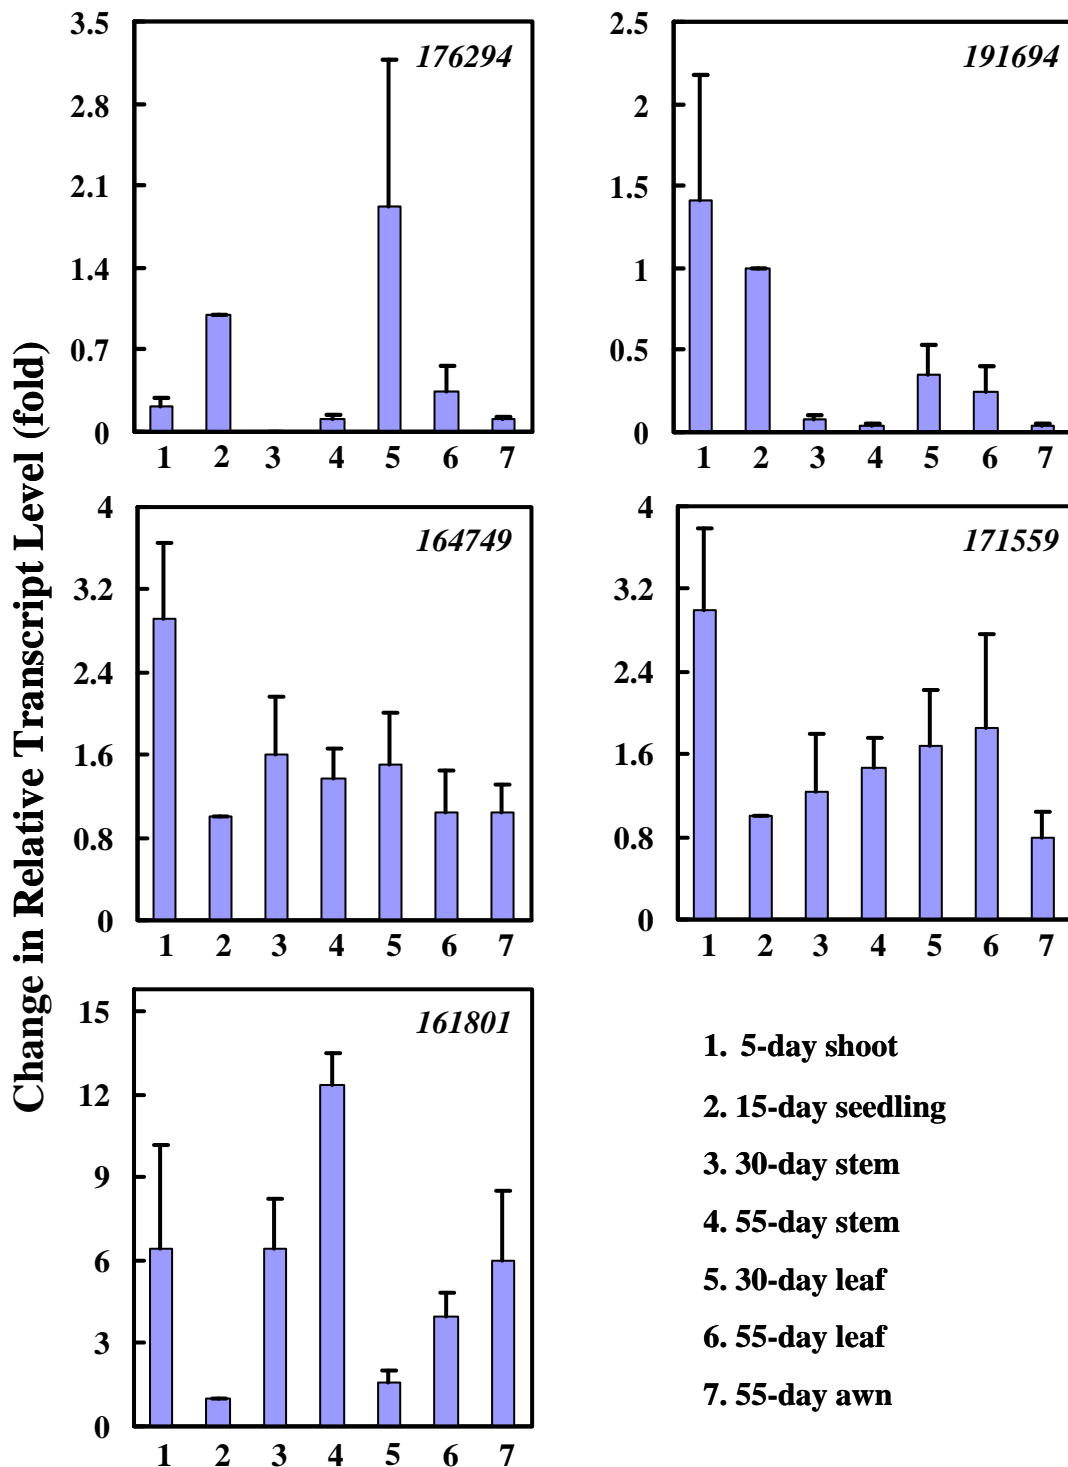 Change in Relative Transcript Level (fold)
176294
3.5
2.8
2.1
1.4
0.7
0
1 2 3 4 5 6 7
191694
2.5
2
1.5
1
0.5
0
1 2 3 4 5 6 7
164749
4
3.2
2.4
1.6
0.8
0
1 2 3 4 5 6 7
171559
4
3.2
2.4
1.6
0.8
0
1 2 3 4 5 6 7
161801
15
12
9
6
3
0
1 2 3 4 5 6 7
1. 5-day shoot
2. 15-day seedling
3. 30-day stem
4. 55-day stem
5. 30-day leaf
6. 55-day leaf
7. 55-day awn